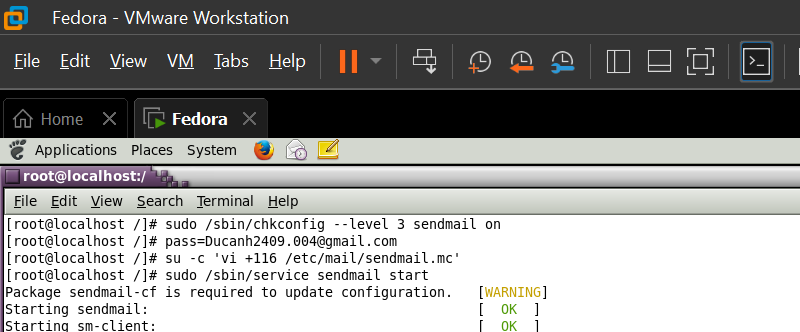 Fedora - VMware Workstation
File Edit View VM Tabs Help
Home Fedora
Applications Places System
root@localhost:/
File Edit View Search Terminal Help
[root@localhost /]# sudo /sbin/chkconfig --level 3 sendmail on
[root@localhost /]# pass=Ducanh2409.004@gmail.com
[root@localhost /]# su -c 'vi +116 /etc/mail/sendmail.mc'
[root@localhost /]# sudo /sbin/service sendmail start
Package sendmail-cf is required to update configuration. [WARNING]
Starting sendmail: [ OK ]
Starting sm-client: [ OK ]